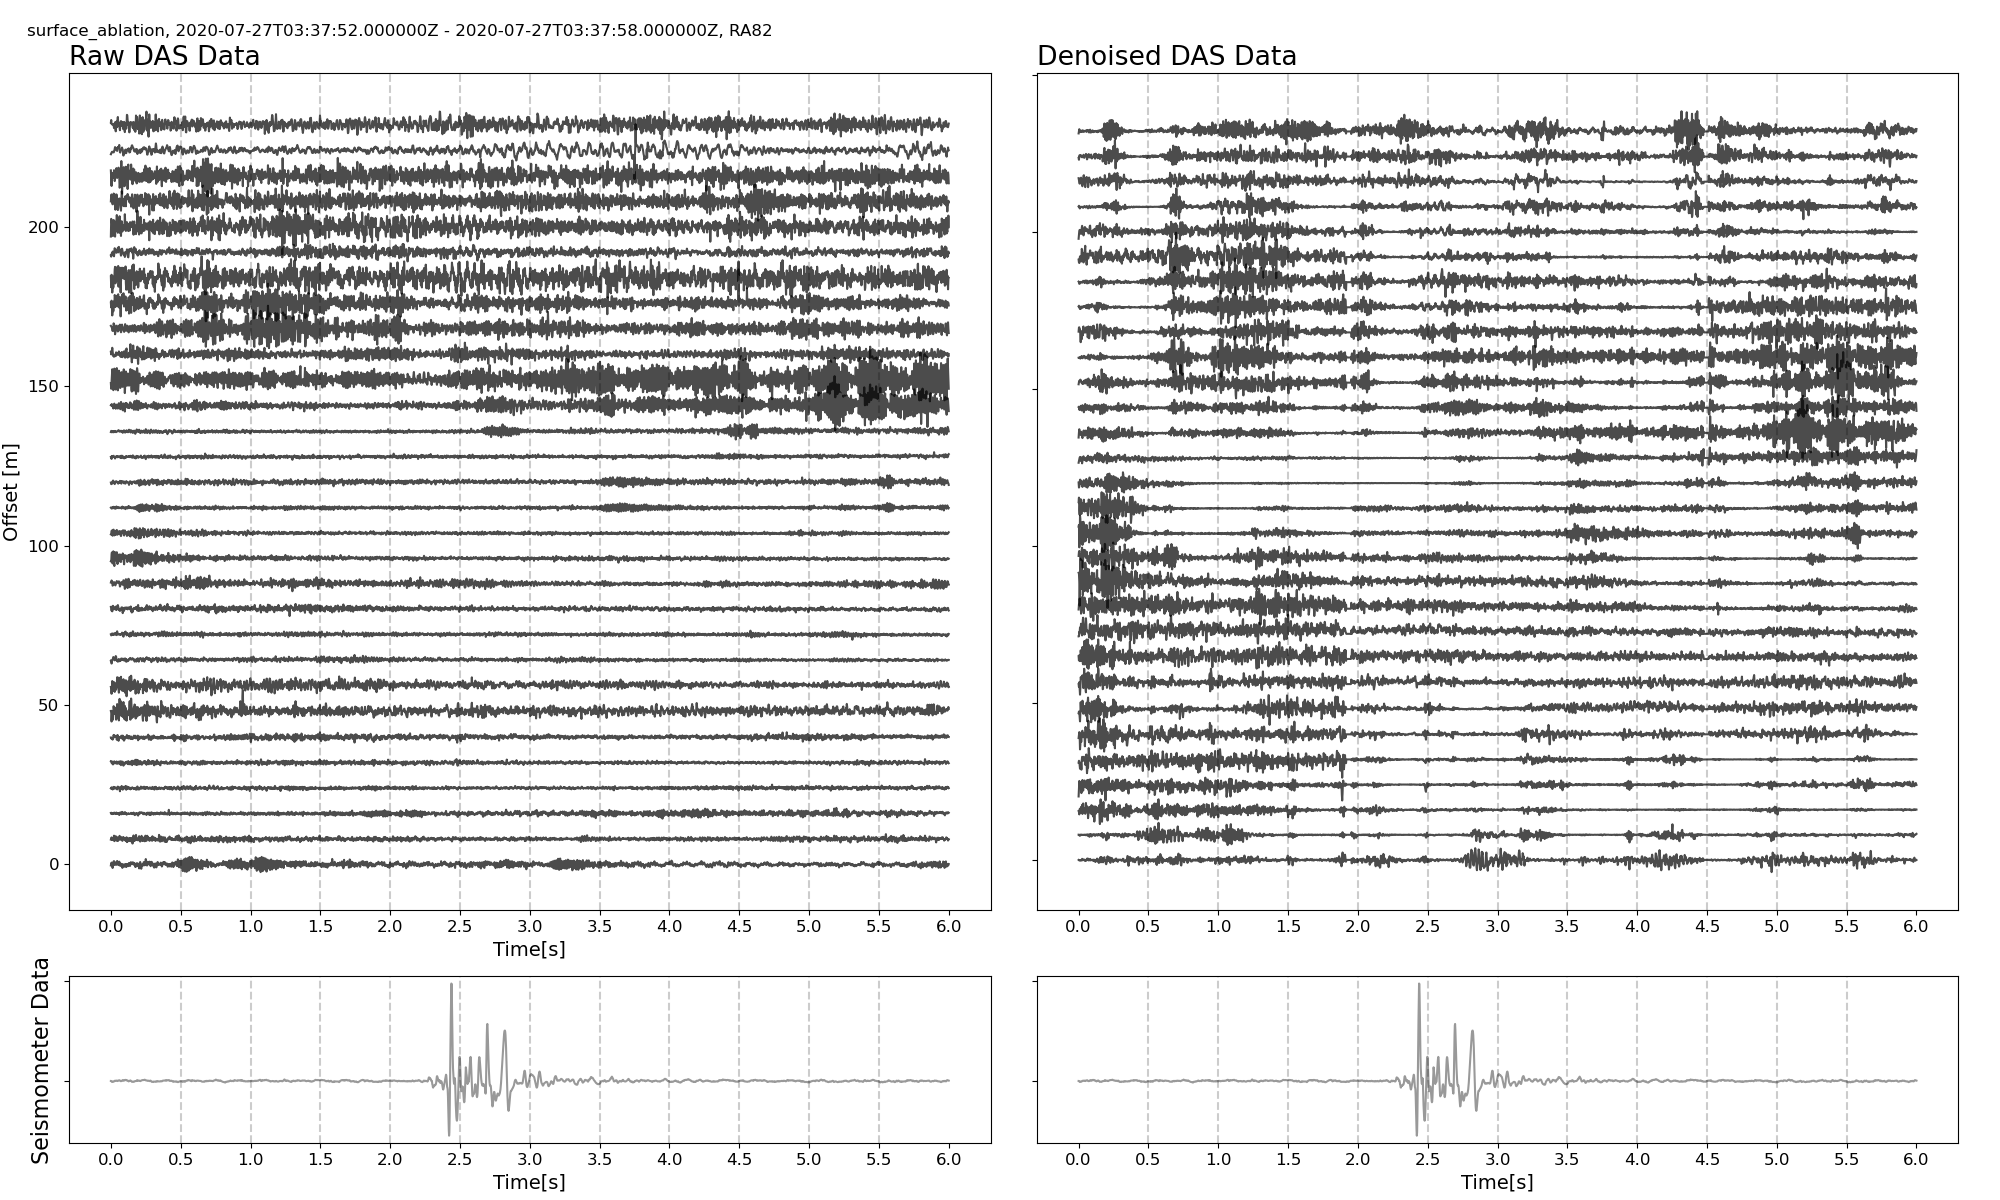 surface_ablation, 2020-07-27T03:37:52.000000Z - 2020-07-27T03:37:58.000000Z, RA82
Raw DAS Data
Denoised DAS Data
Offset [m]
200
150
100
50
0
0.0 0.5 1.0 1.5 2.0 2.5 3.0 3.5 4.0 4.5 5.0 5.5 6.0
Time[s]
0.0 0.5 1.0 1.5 2.0 2.5 3.0 3.5 4.0 4.5 5.0 5.5 6.0
Seismometer Data
0.0 0.5 1.0 1.5 2.0 2.5 3.0 3.5 4.0 4.5 5.0 5.5 6.0
Time[s]
0.0 0.5 1.0 1.5 2.0 2.5 3.0 3.5 4.0 4.5 5.0 5.5 6.0
Time[s]